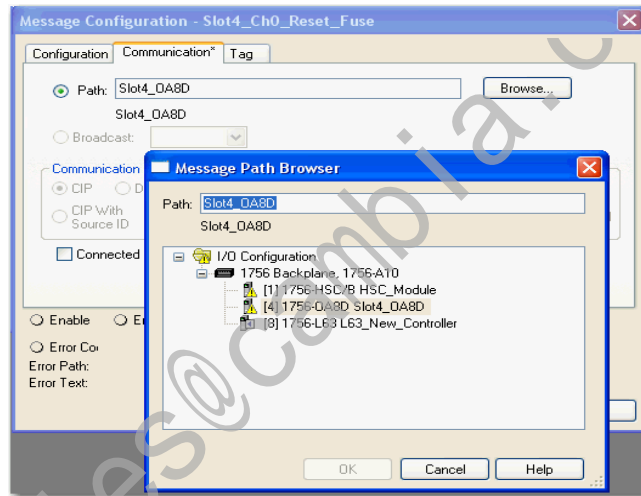 Message Configuration - Slot4_Ch0_Reset_Fuse
Configuration Communication* Tag
Path: Slot4_OA8D Browse...
Slot4_OA8D
Broadcast:
Communication
CIP D
CIP With
Source ID
Connected
Enable
Error Path:
Error Text:
Message Path Browser
Path: Slot4_OA8D
Slot4_OA8D
I/O Configuration
1756 Backplane, 1756-A10
[1] 1756-HSC/B HSC_Module
[4] 1756-OA8D Slot4_OA8D
[8] 1756-L63 L63_New_Controller
OK Cancel Help